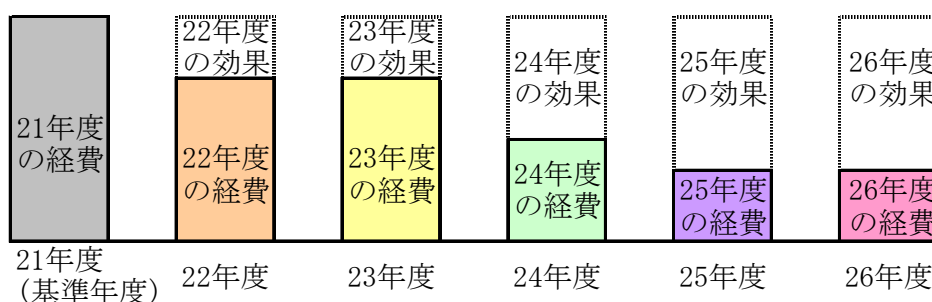 21年度
の経費
22年度
の効果
22年度
の経費
23年度
の効果
23年度
の経費
24年度
の効果
24年度
の経費
25年度
の効果
25年度
の経費
26年度
の効果
26年度
の経費
21年度
（基準年度）
22年度
23年度
24年度
25年度
26年度